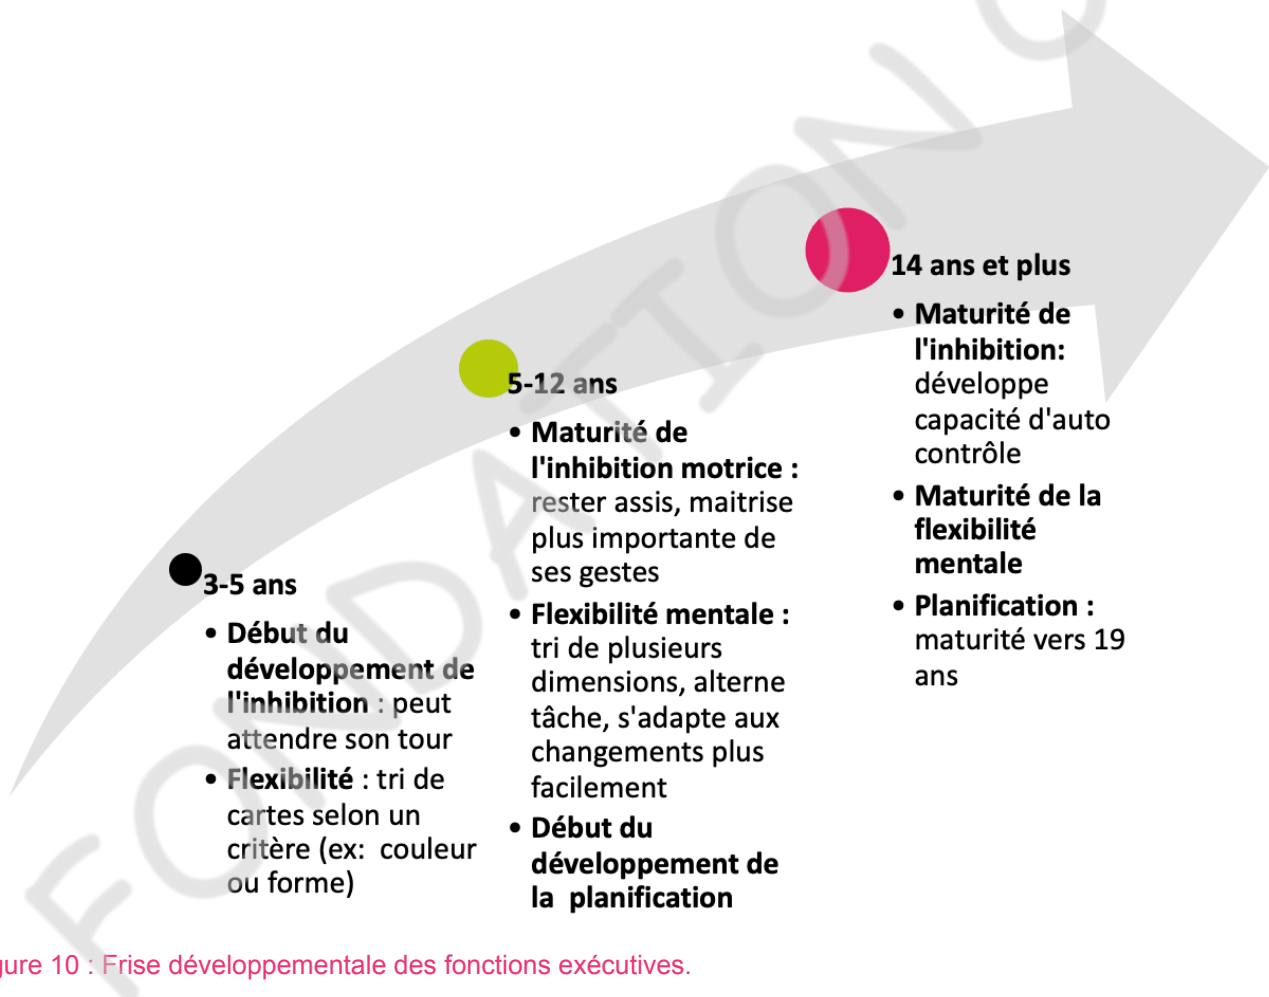 3-5 ans
• Début du
développement de
l'inhibition : peut
attendre son tour
• Flexibilité : tri de
cartes selon un
critère (ex: couleur
ou forme)
5-12 ans
• Maturité de
l'inhibition motrice :
rester assis, maitrise
plus importante de
ses gestes
• Flexibilité mentale :
tri de plusieurs
dimensions, alterne
tâche, s'adapte aux
changements plus
facilement
• Début du
développement de
la planification
14 ans et plus
• Maturité de
l'inhibition:
développe
capacité d'auto
contrôle
• Maturité de la
flexibilité
mentale
• Planification :
maturité vers 19
ans
gure 10 : Frise développementale des fonctions exécutives.
FONDATION